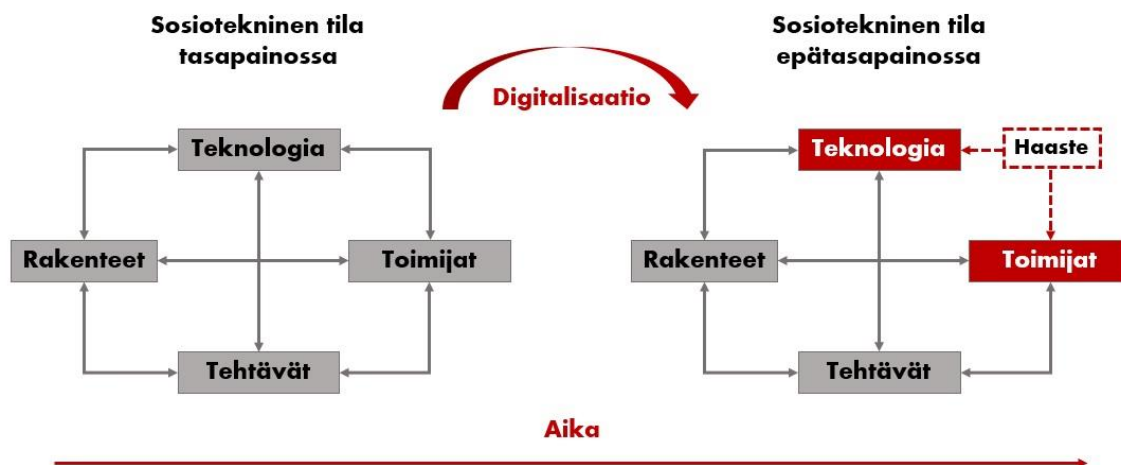 Sosiotekninen tila
tasapainossa
Sosiotekninen tila
epätasapainossa
Digitalisaatio
Teknologia
Rakenteet
Toimijat
Tehtävät
Teknologia
Haaste
Rakenteet
Toimijat
Tehtävät
Aika